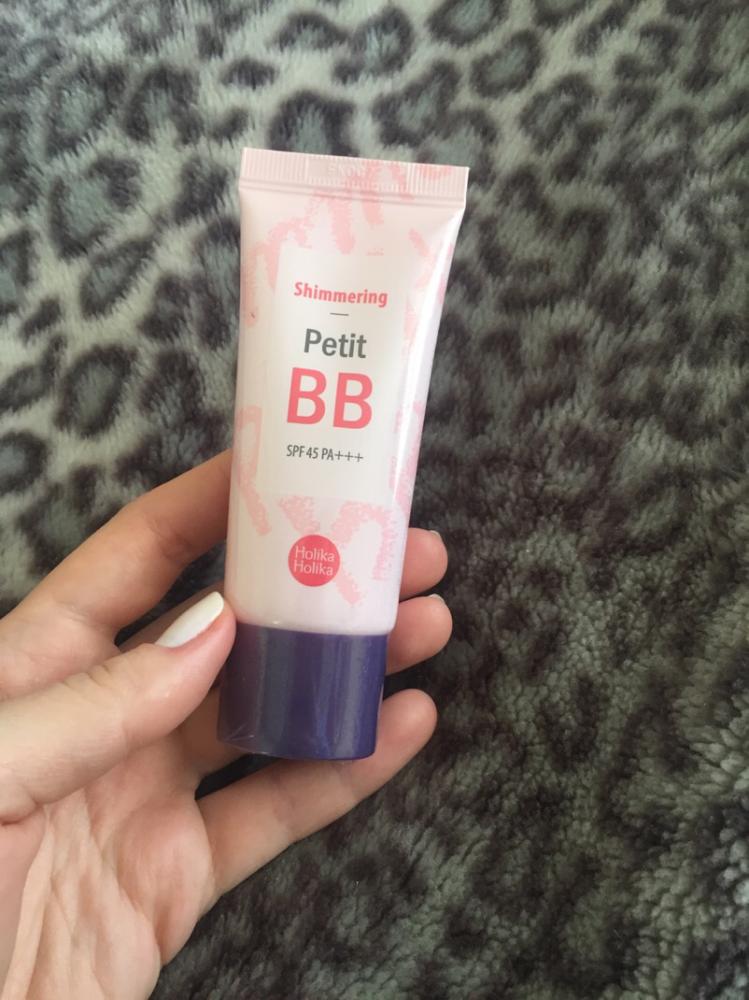 Shimmering
Petit
BB
SPF 45 PA+++
Holika
Holika